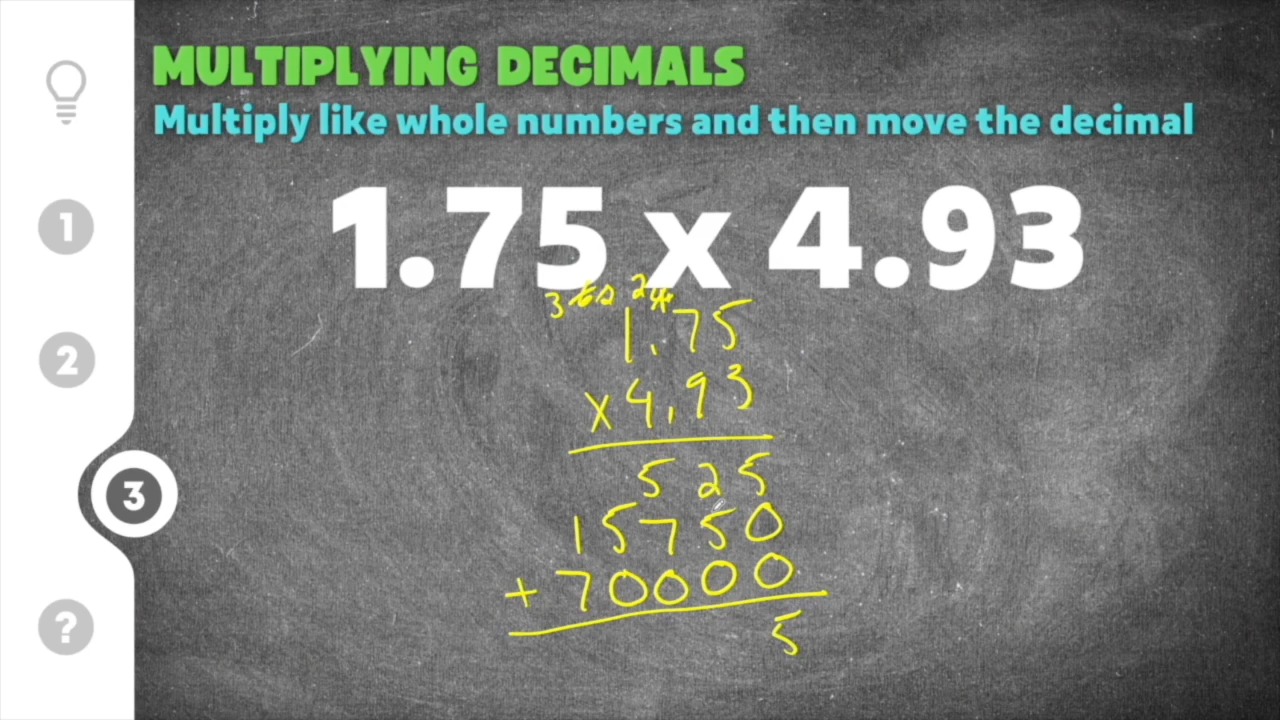 MULTIPLYING DECIMALS
Multiply like whole numbers and then move the decimal
1.75 x 4.93
1
2
3
?
1.75
x 4.93
525
15750
+ 70000
5